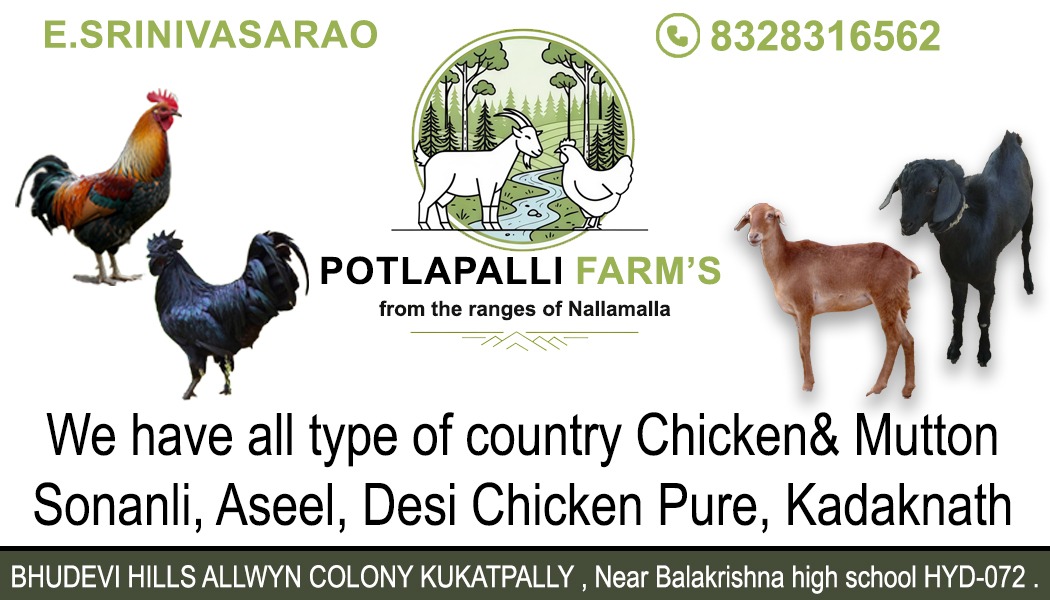 E.SRINIVASARAO
8328316562
POTLAPALLI FARM'S
from the ranges of Nallamalla
We have all type of country Chicken& Mutton
Sonanli, Aseel, Desi Chicken Pure, Kadaknath
BHUDEVI HILLS ALLWYN COLONY KUKATPALLY , Near Balakrishna high school HYD-072 .